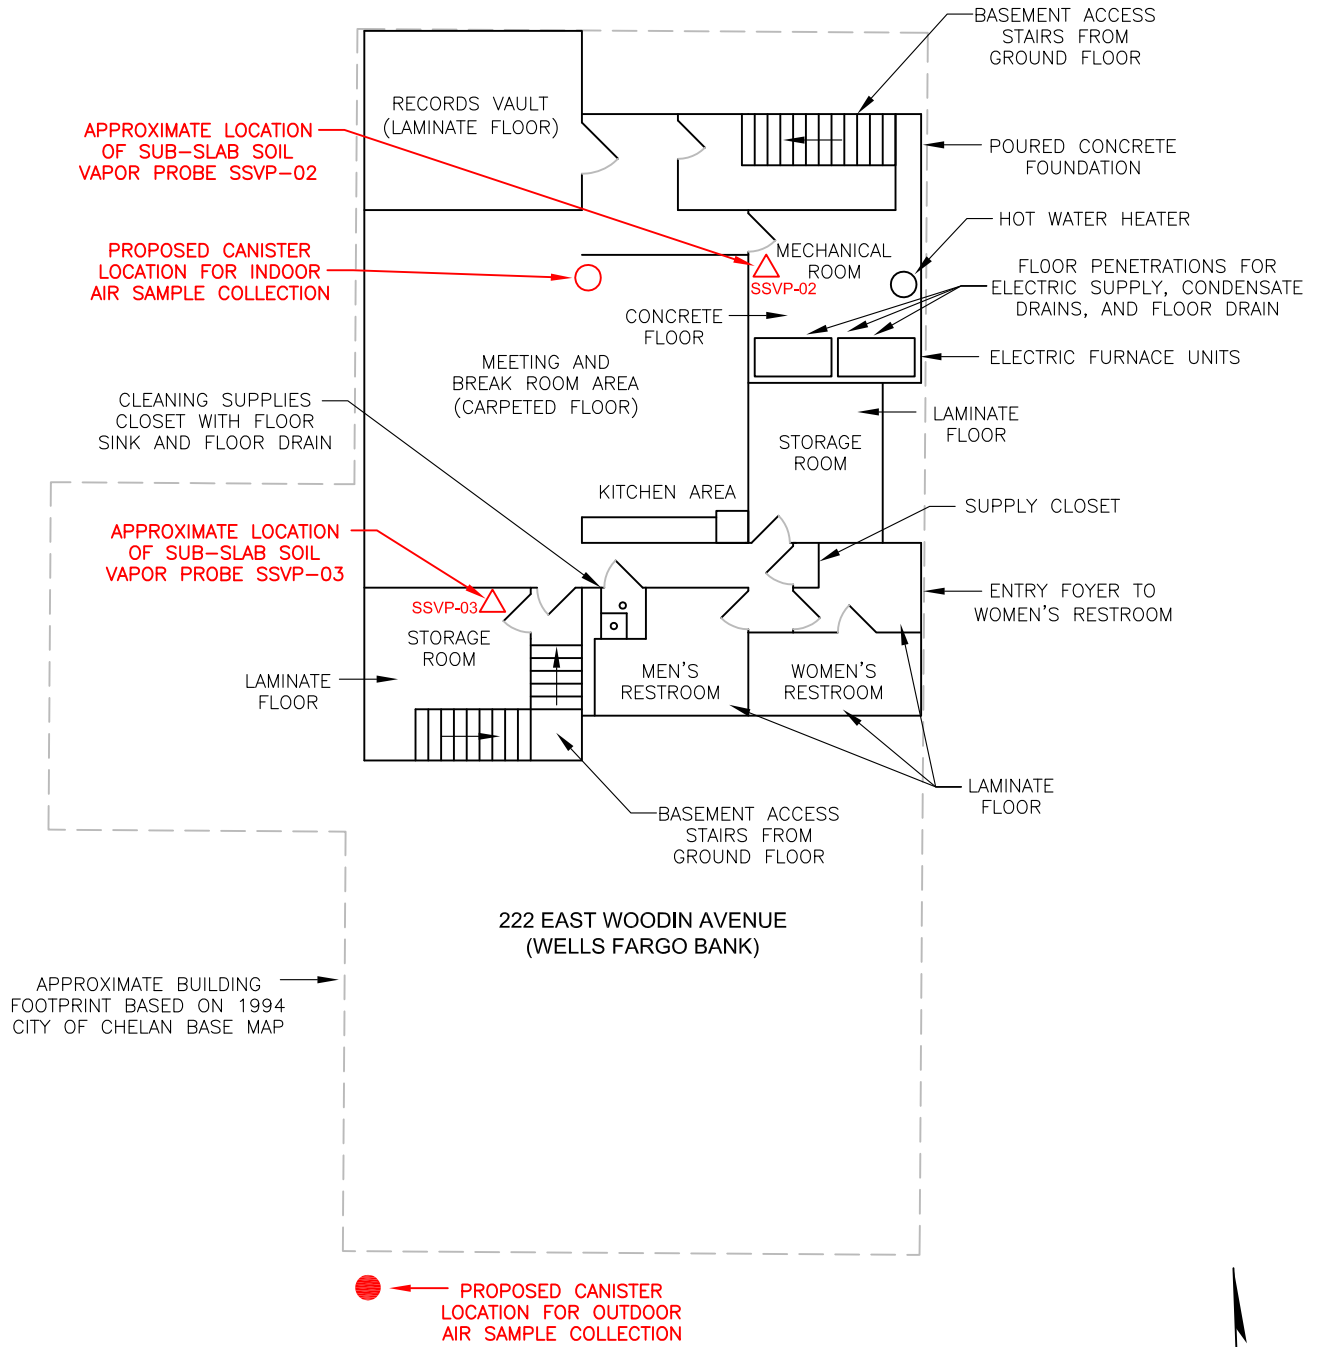 BASEMENT ACCESS
STAIRS FROM
GROUND FLOOR
RECORDS VAULT
(LAMINATE FLOOR)
APPROXIMATE LOCATION
OF SUB-SLAB SOIL
VAPOR PROBE SSVP-02
POURED CONCRETE
FOUNDATION
HOT WATER HEATER
PROPOSED CANISTER
LOCATION FOR INDOOR
AIR SAMPLE COLLECTION
MECHANICAL
ROOM
SSVP-02
FLOOR PENETRATIONS FOR
ELECTRIC SUPPLY, CONDENSATE
DRAINS, AND FLOOR DRAIN
CONCRETE
FLOOR
ELECTRIC FURNACE UNITS
MEETING AND
BREAK ROOM AREA
(CARPETED FLOOR)
CLEANING SUPPLIES
CLOSET WITH FLOOR
SINK AND FLOOR DRAIN
LAMINATE
FLOOR
STORAGE
ROOM
KITCHEN AREA
SUPPLY CLOSET
APPROXIMATE LOCATION
OF SUB-SLAB SOIL
VAPOR PROBE SSVP-03
SSVP-03
ENTRY FOYER TO
WOMEN'S RESTROOM
STORAGE
ROOM
MEN'S
RESTROOM
WOMEN'S
RESTROOM
LAMINATE
FLOOR
LAMINATE
FLOOR
BASEMENT ACCESS
STAIRS FROM
GROUND FLOOR
222 EAST WOODIN AVENUE
(WELLS FARGO BANK)
APPROXIMATE BUILDING
FOOTPRINT BASED ON 1994
CITY OF CHELAN BASE MAP
PROPOSED CANISTER
LOCATION FOR OUTDOOR
AIR SAMPLE COLLECTION